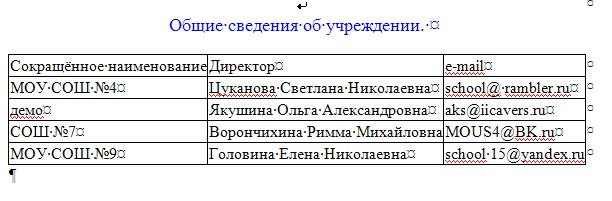 Общие сведения об учреждении.
Сокращённое наименование Директор e-mail
МОУ СОШ №4 Цуканова Светлана Николаевна school@ rambler.ru
демо Якушина Ольга Александровна aks@iicavers.ru
СОШ №7 Ворончихина Римма Михайловна MOUS4@BK.ru
МОУ СОШ №9 Головина Елена Николаевна school 15@yandex.ru